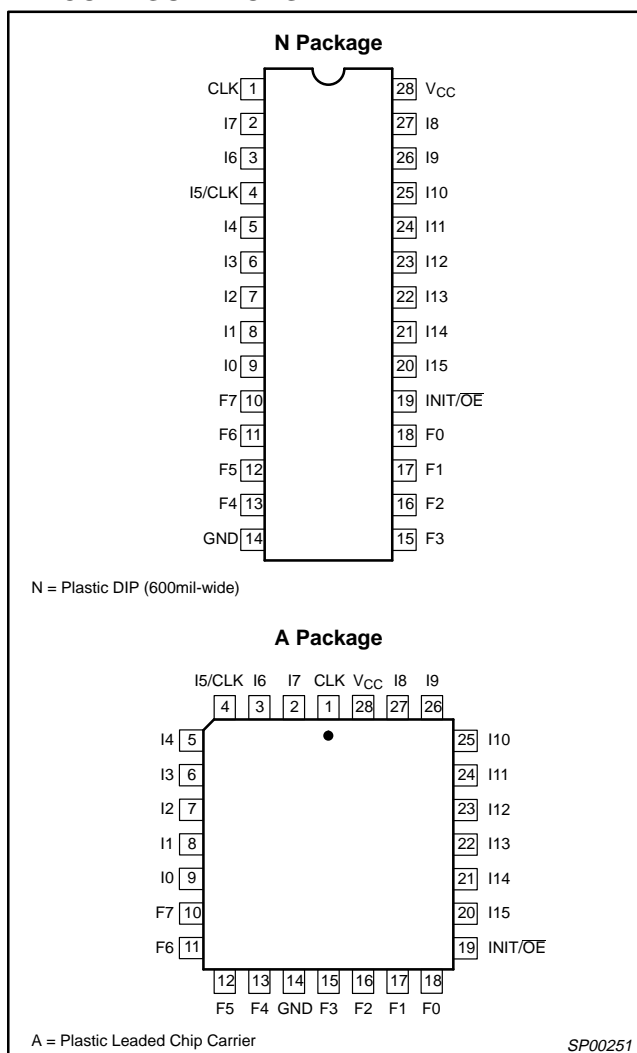 N Package
CLK 1 28 VCC
I7 2 27 I8
I6 3 26 I9
I5/CLK 4 25 I10
I4 5 24 I11
I3 6 23 I12
I2 7 22 I13
I1 8 21 I14
I0 9 20 I15
F7 10 19 INIT/OE
F6 11 18 F0
F5 12 17 F1
F4 13 16 F2
GND 14 15 F3
N = Plastic DIP (600mil-wide)
A Package
I5/CLK I6 I7 CLK VCC I8 I9
4 3 2 1 28 27 26
I4 5 25 I10
I3 6 24 I11
I2 7 23 I12
I1 8 22 I13
I0 9 21 I14
F7 10 20 I15
F6 11 19 INIT/OE
12 13 14 15 16 17 18
F5 F4 GND F3 F2 F1 F0
A = Plastic Leaded Chip Carrier
SP00251